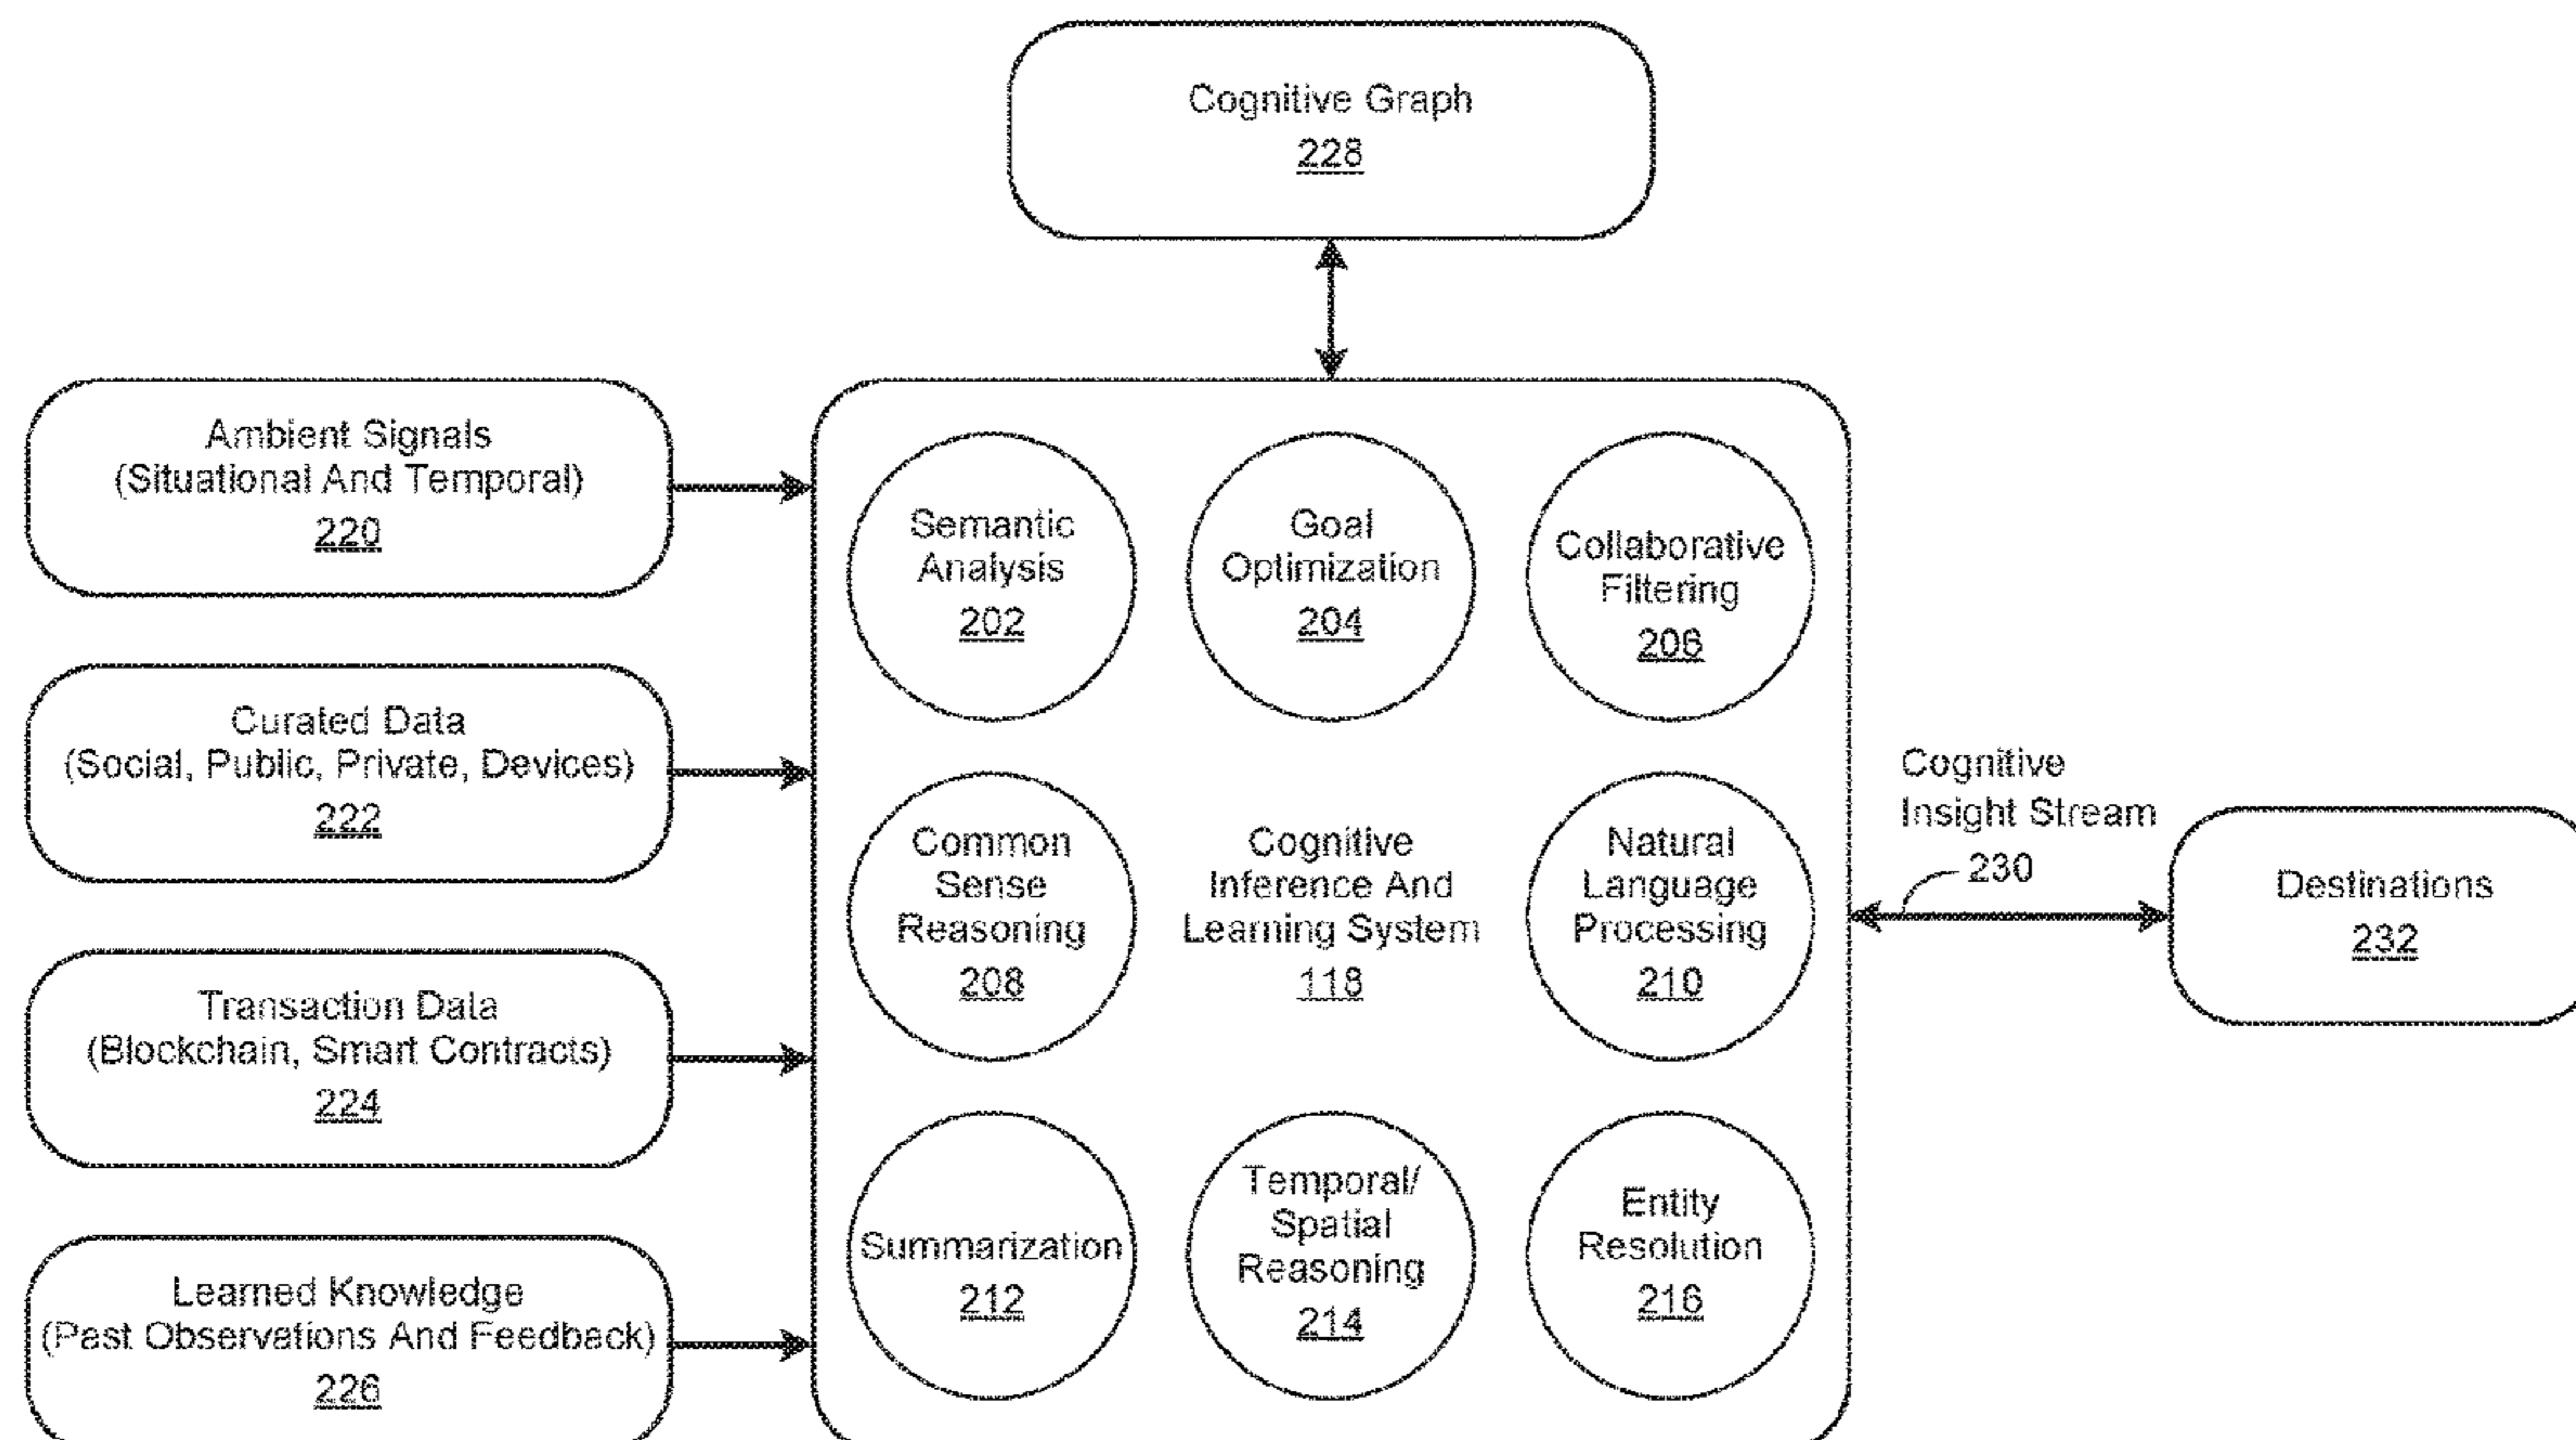 Cognitive Graph
228
Ambient Signals
(Situational And Temporal)
220
Curated Data
(Social, Public, Private, Devices)
222
Transaction Data
(Blockchain, Smart Contracts)
224
Learned Knowledge
(Past Observations And Feedback)
226
Semantic
Analysis
202
Goal
Optimization
204
Collaborative
Filtering
206
Common
Sense
Reasoning
208
Cognitive
Inference And
Learning System
118
Natural
Language
Processing
210
Summarization
212
Temporal/
Spatial
Reasoning
214
Entity
Resolution
216
Cognitive
Insight Stream
230
Destinations
232